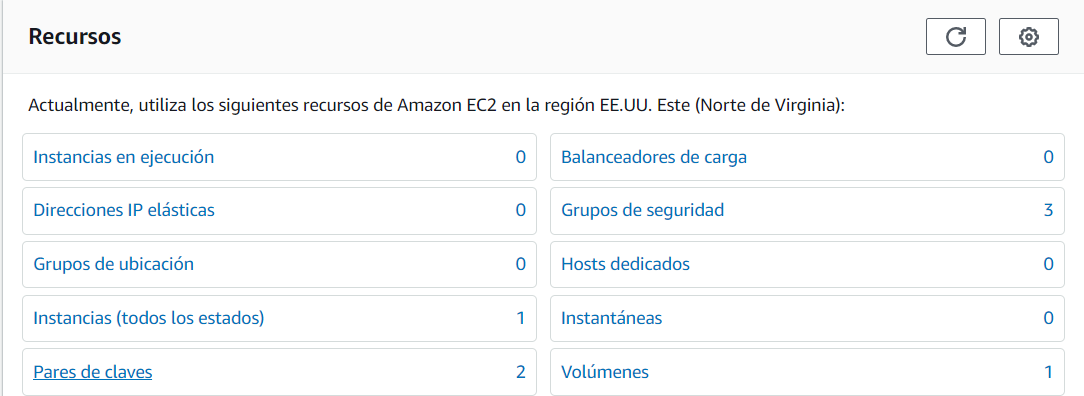 Recursos
Actualmente, utiliza los siguientes recursos de Amazon EC2 en la región EE.UU. Este (Norte de Virginia):
Instancias en ejecución 0
Balanceadores de carga 0
Direcciones IP elásticas 0
Grupos de seguridad 3
Grupos de ubicación 0
Hosts dedicados 0
Instancias (todos los estados) 1
Instantáneas 0
Pares de claves 2
Volúmenes 1